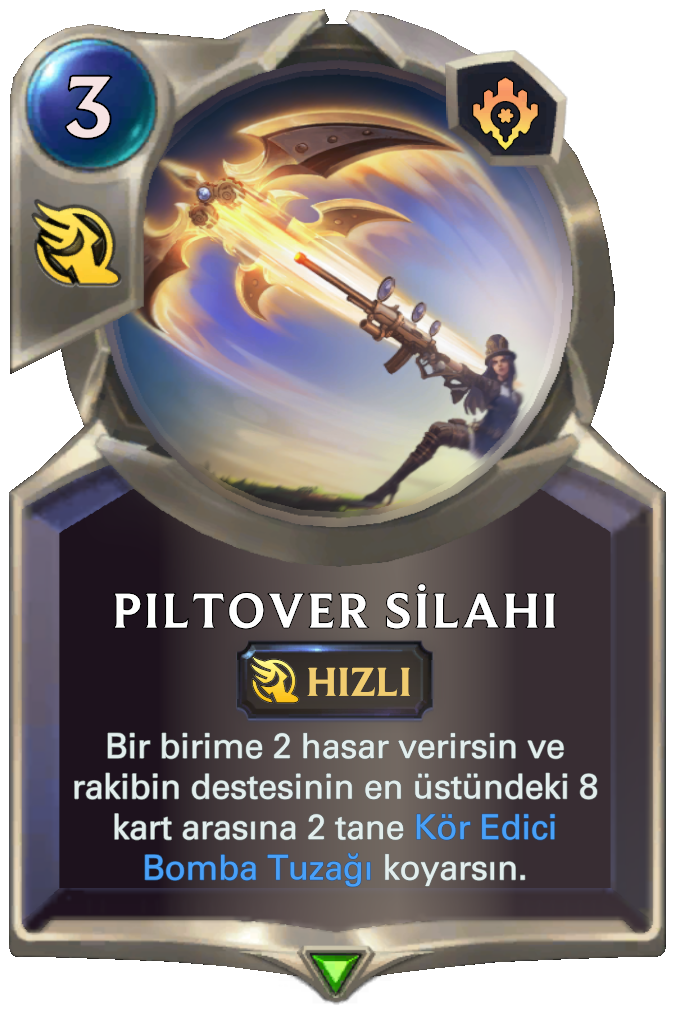 3
PILTOVER SİLAHI
HIZLI
Bir birime 2 hasar verirsin ve
rakibin destesinin en üstündeki 8
kart arasına 2 tane Kör Edici
Bomba Tuzağı koyarsın.